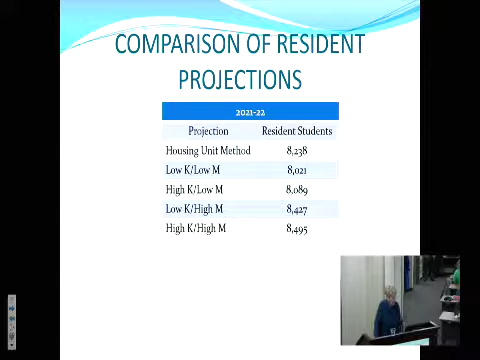 COMPARISON OF RESIDENT
PROJECTIONS
2021-22
Projection Resident Students
Housing Unit Method 8,238
Low K/Low M 8,021
High K/Low M 8,089
Low K/High M 8,427
High K/High M 8,495